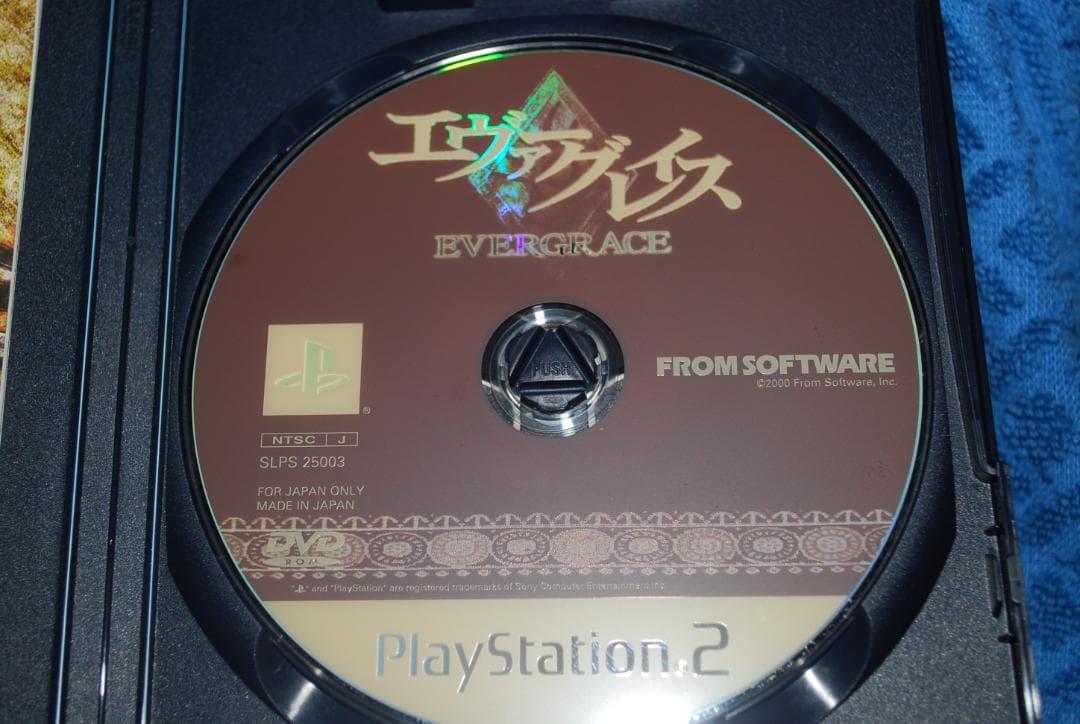 エヴァーグレイス
EVERGRACE
PUSH
FROM SOFTWARE
©2000 From Software, Inc.
®
NTSC J
SLPS 25003
FOR JAPAN ONLY
MADE IN JAPAN
DVD
ROM
" " and "PlayStation" are registered trademarks of Sony Computer Entertainment Inc.
PlayStation.2